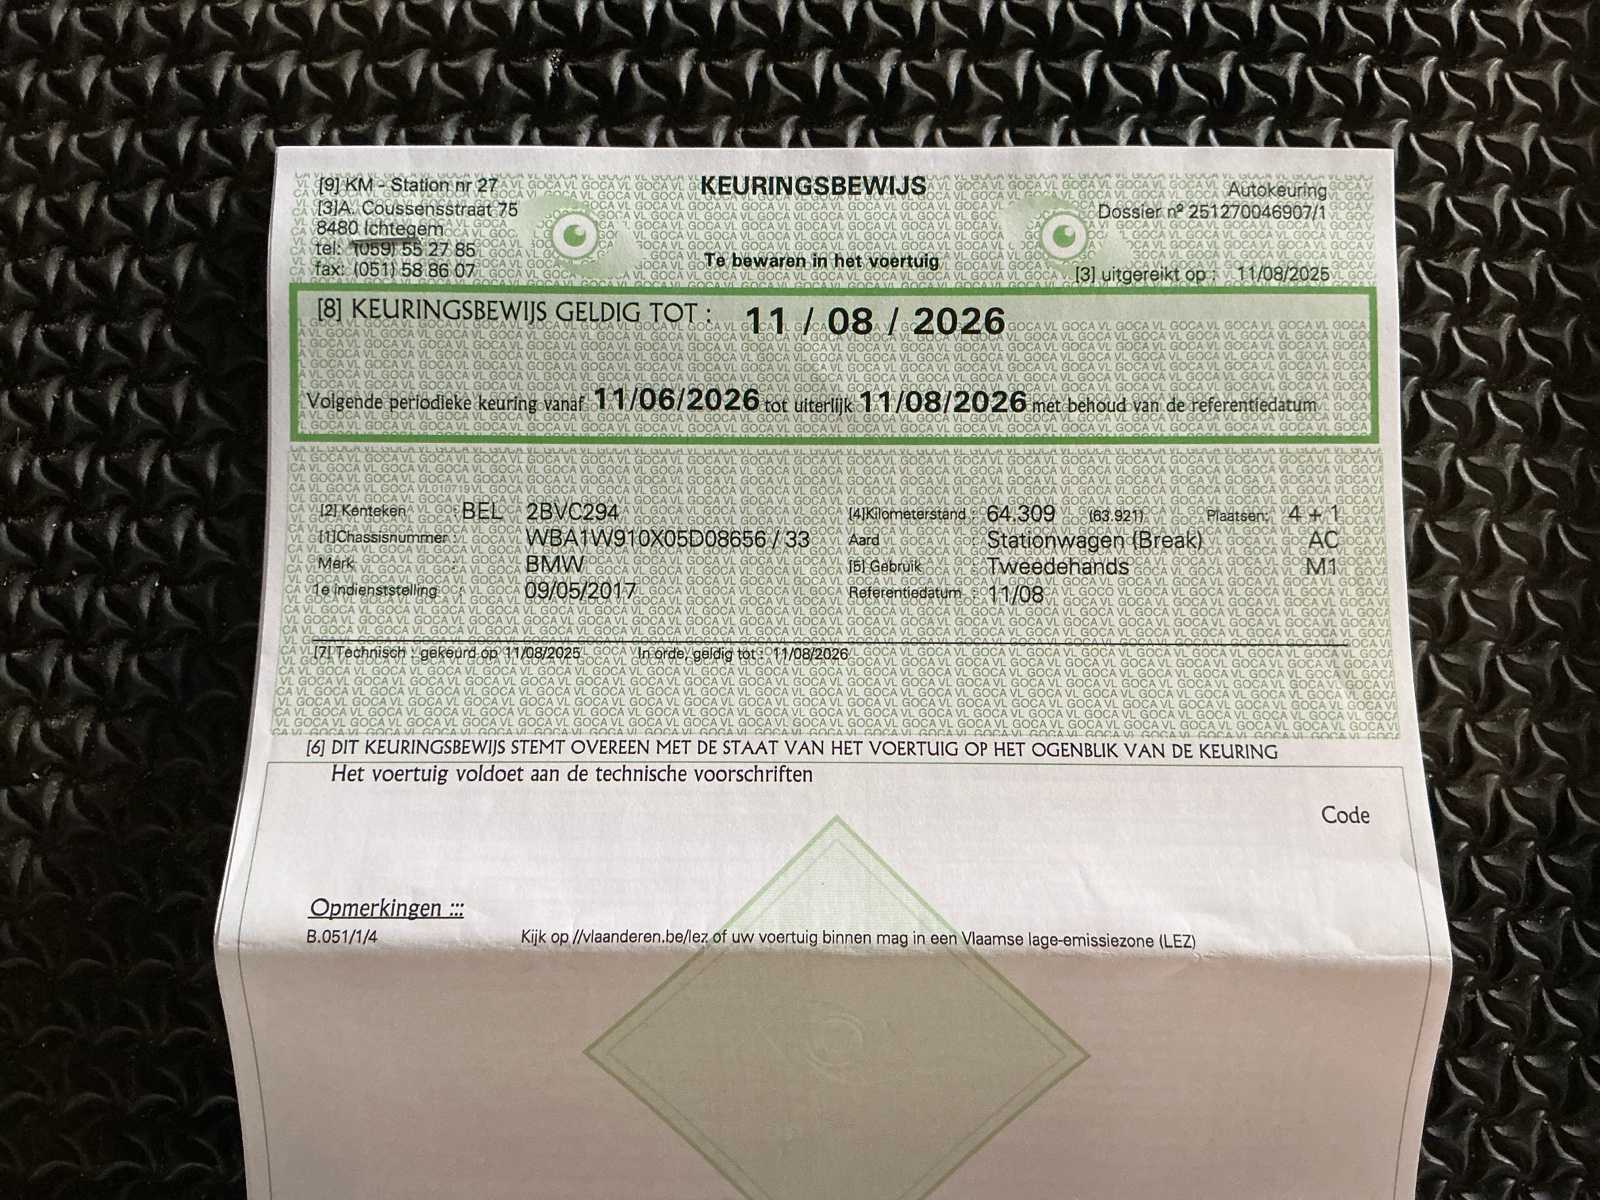 [9] KM - Station nr 27
[3]A. Coussensstraat 75
8480 Ichtegem
tel: (059) 55 27 85
fax: (051) 58 86 07
KEURINGSBEWIJS
Te bewaren in het voertuig
Autokeuring
Dossier nº 251270046907/1
[3] uitgereikt op : 11/08/2025
[8] KEURINGSBEWIJS GELDIG TOT : 11 / 08 / 2026
Volgende periodieke keuring vanaf 11/06/2026 tot uiterlijk 11/08/2026 met behoud van de referentiedatum
[2] Kenteken : BEL 2BVC294
[1]Chassisnummer : WBA1W910X05D08656 / 33
Merk : BMW
1e indienststelling : 09/05/2017
[4]Kilometerstand : 64.309 (63.921) Plaatsen: 4 + 1
Aard : Stationwagen (Break) AC
[5] Gebruik : Tweedehands M1
Referentiedatum : 11/08
[7] Technisch : gekeurd op 11/08/2025 In orde, geldig tot : 11/08/2026
[6] DIT KEURINGSBEWIJS STEMT OVEREEN MET DE STAAT VAN HET VOERTUIG OP HET OGENBLIK VAN DE KEURING
Het voertuig voldoet aan de technische voorschriften
Code
Opmerkingen :::
B.051/1/4 Kijk op //vlaanderen.be/lez of uw voertuig binnen mag in een Vlaamse lage-emissiezone (LEZ)